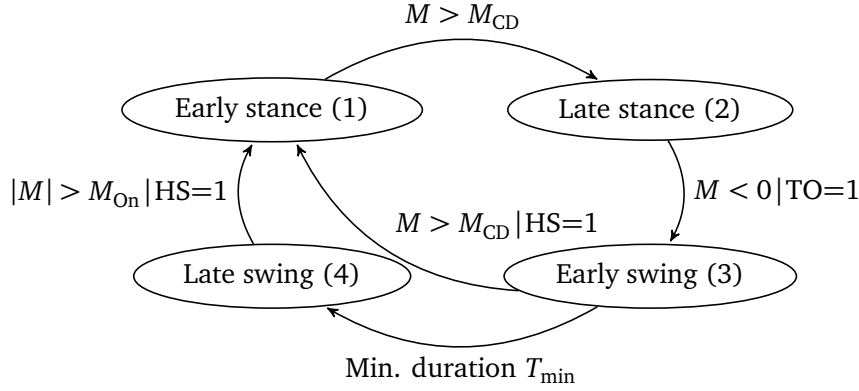 M > M_CD
Early stance (1)
Late stance (2)
|M| > M_On|HS=1
M < 0|TO=1
M > M_CD|HS=1
Late swing (4)
Early swing (3)
Min. duration T_min